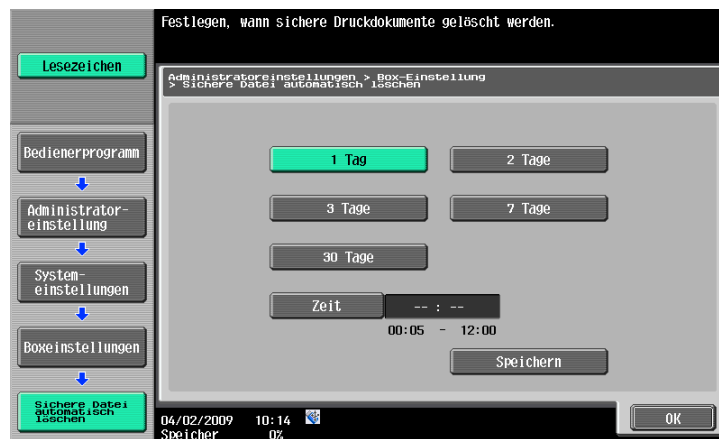 Festlegen, wann sichere Druckdokumente gelöscht werden.
Lesezeichen
Administratoreinstellungen > Box-Einstellung
> Sichere Datei automatisch löschen
Bedienerprogramm
Administrator-
einstellung
System-
einstellungen
Boxeinstellungen
Sichere Datei
automatisch
löschen
1 Tag
2 Tage
3 Tage
7 Tage
30 Tage
Zeit
-- : --
00:05 - 12:00
Speichern
04/02/2009 10:14
Speicher 0%
OK